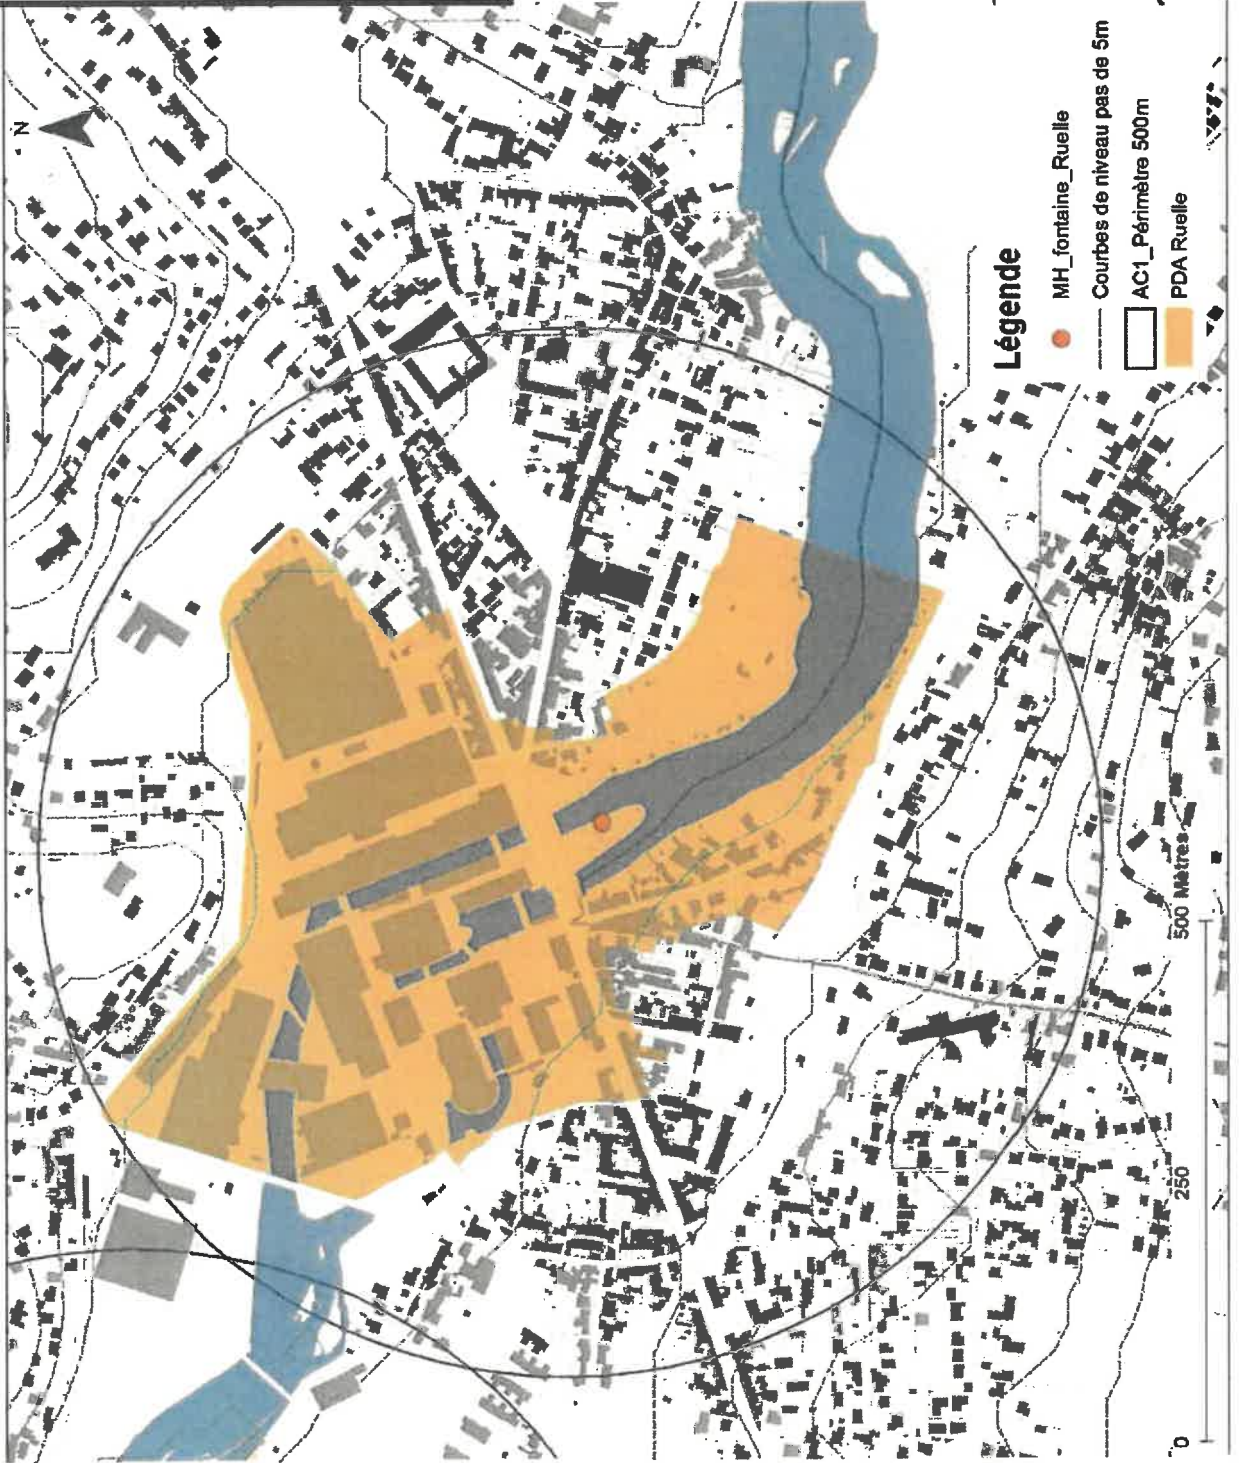 N
Légende
MH_fontaine_Ruelle
Courbes de niveau pas de 5m
AC1_Périmètre 500m
PDA Ruelle
0 250 500 Mètres